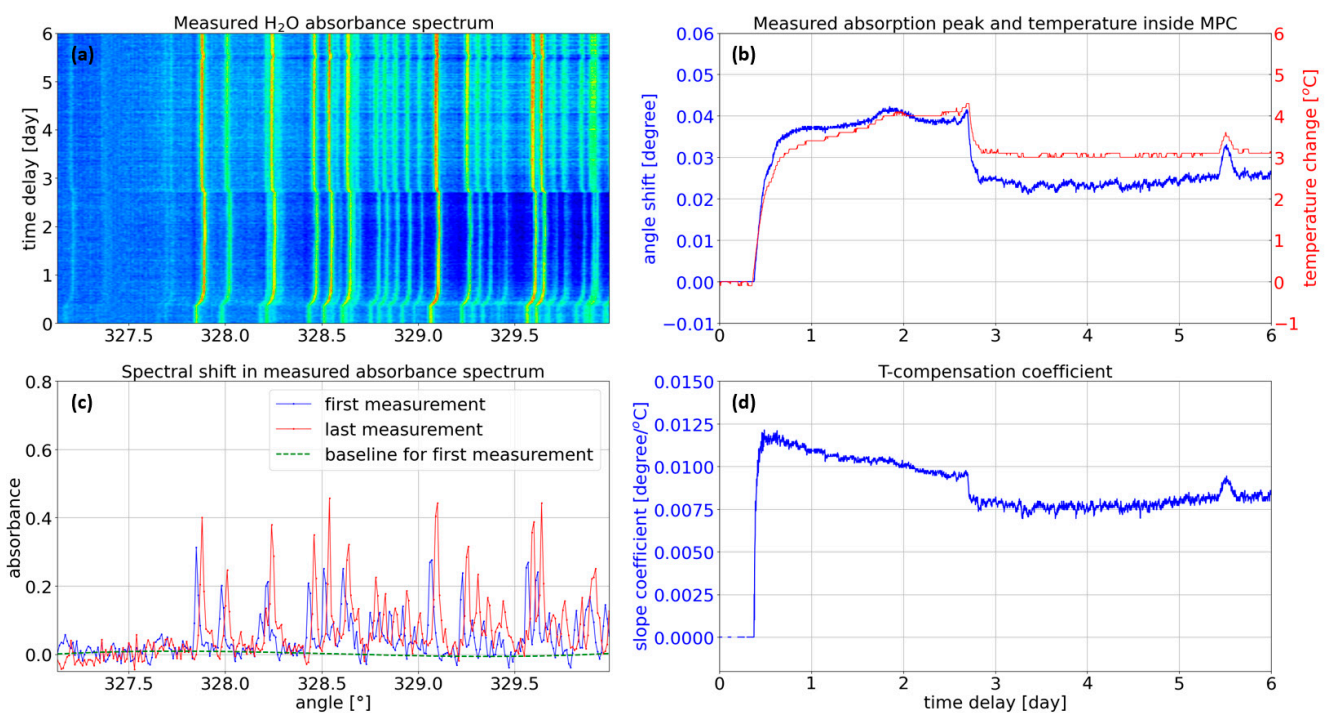 Measured H₂O absorbance spectrum
(a)
time delay [day]
6
5
4
3
2
1
0
327.5 328.0 328.5 329.0 329.5
Measured absorption peak and temperature inside MPC
(b)
angle shift [degree]
0.06
0.05
0.04
0.03
0.02
0.01
0.00
−0.01
temperature change [°C]
6
5
4
3
2
1
0
−1
0 1 2 3 4 5 6
Spectral shift in measured absorbance spectrum
(c)
first measurement
last measurement
baseline for first measurement
absorbance
0.8
0.6
0.4
0.2
0.0
327.5 328.0 328.5 329.0 329.5
angle [°]
T-compensation coefficient
(d)
slope coefficient [degree/°C]
0.0150
0.0125
0.0100
0.0075
0.0050
0.0025
0.0000
0 1 2 3 4 5 6
time delay [day]